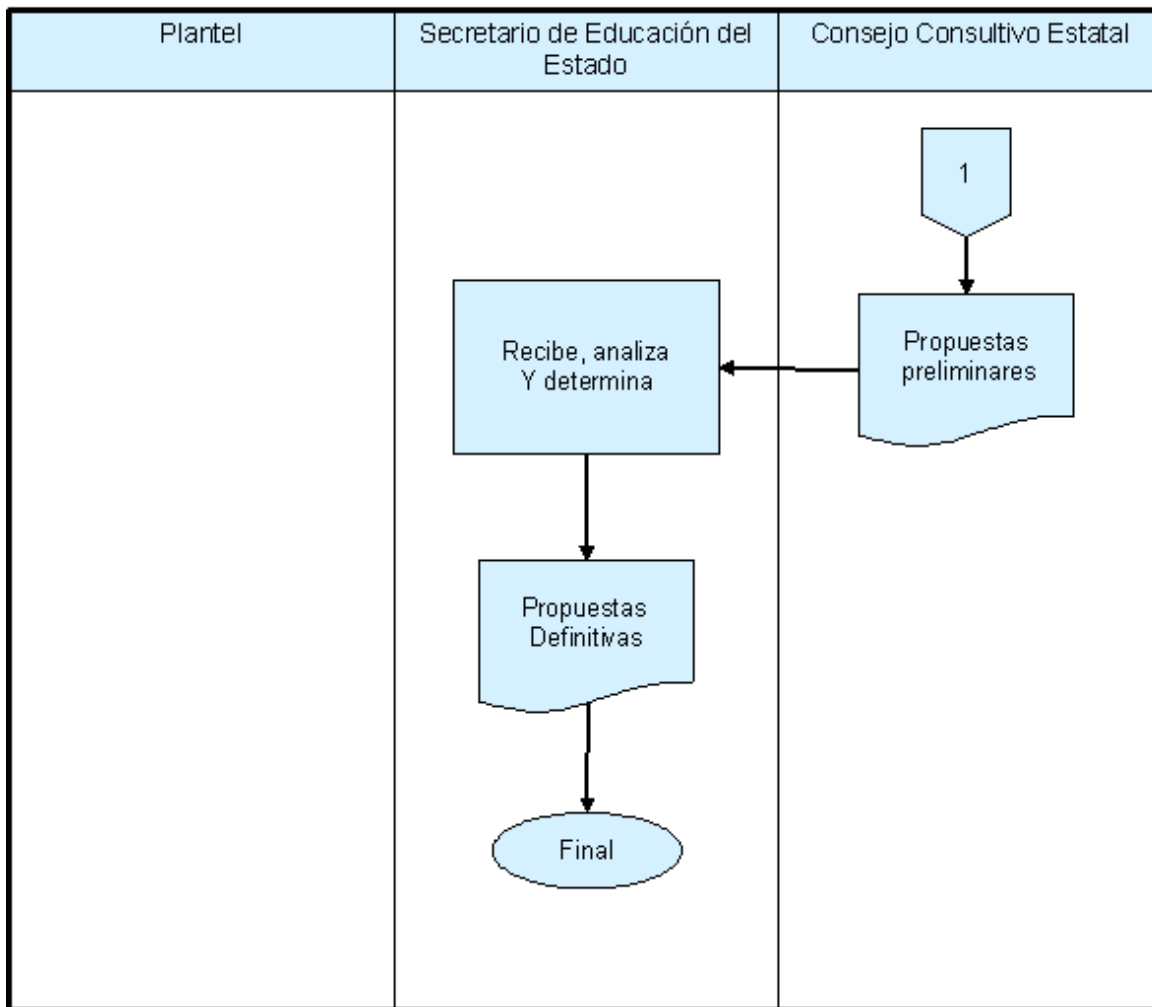 Plantel
Secretario de Educación del
Estado
Consejo Consultivo Estatal
1
Propuestas
preliminares
Recibe, analiza
Y determina
Propuestas
Definitivas
Final